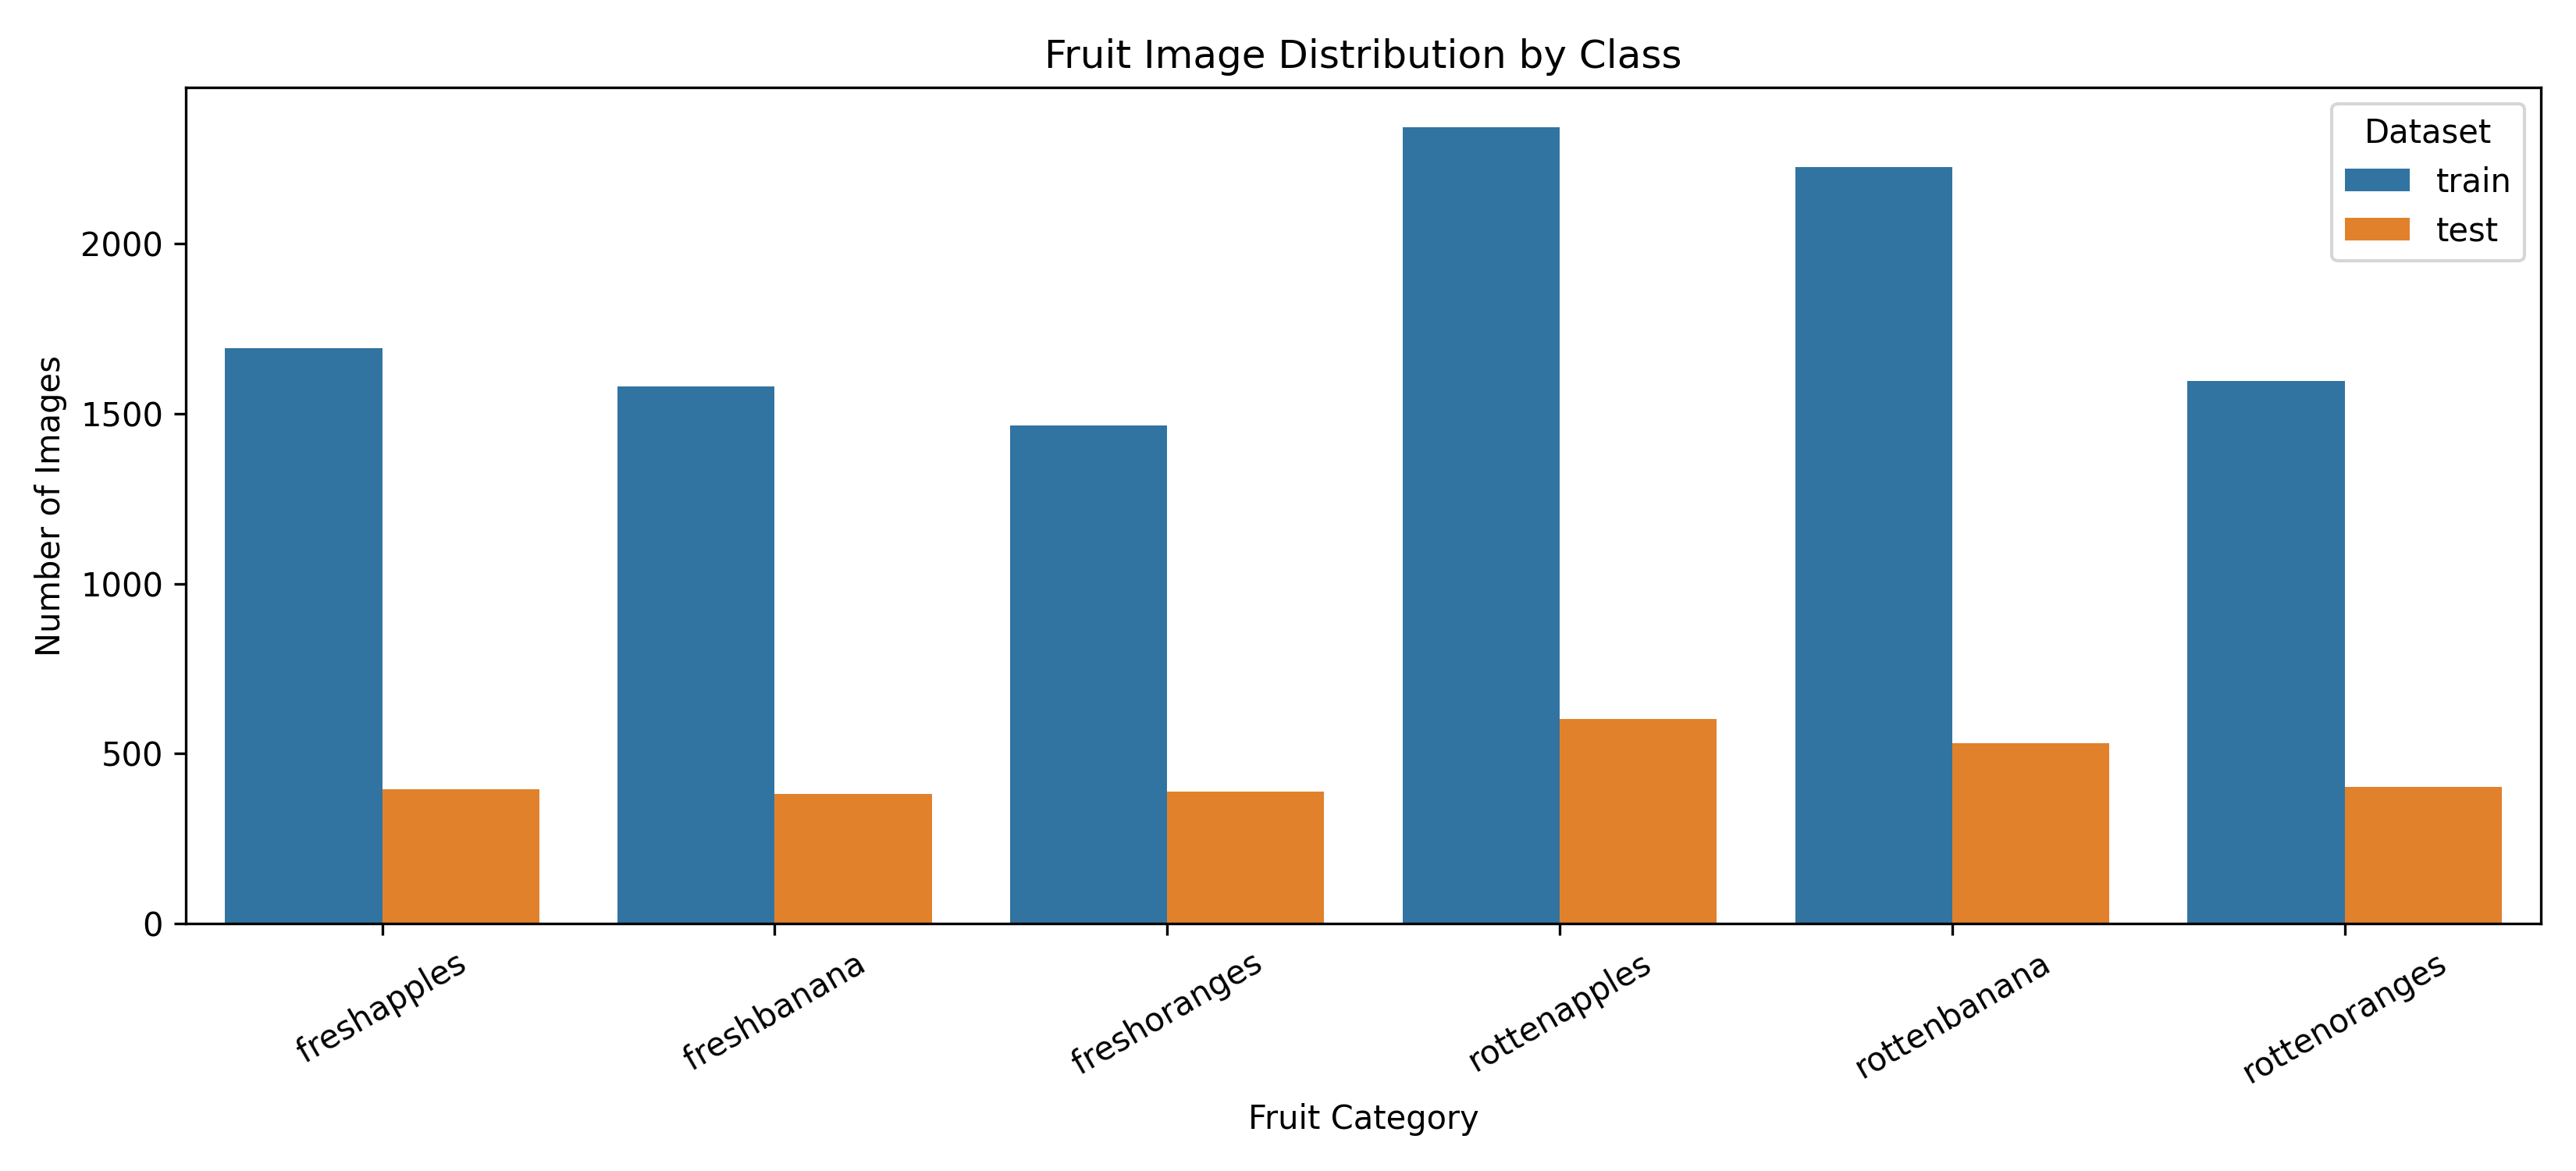 Fruit Image Distribution by Class
Number of Images
2000
1500
1000
500
0
Dataset
train
test
freshapples
freshbanana
freshoranges
rottenapples
rottenbanana
rottenoranges
Fruit Category